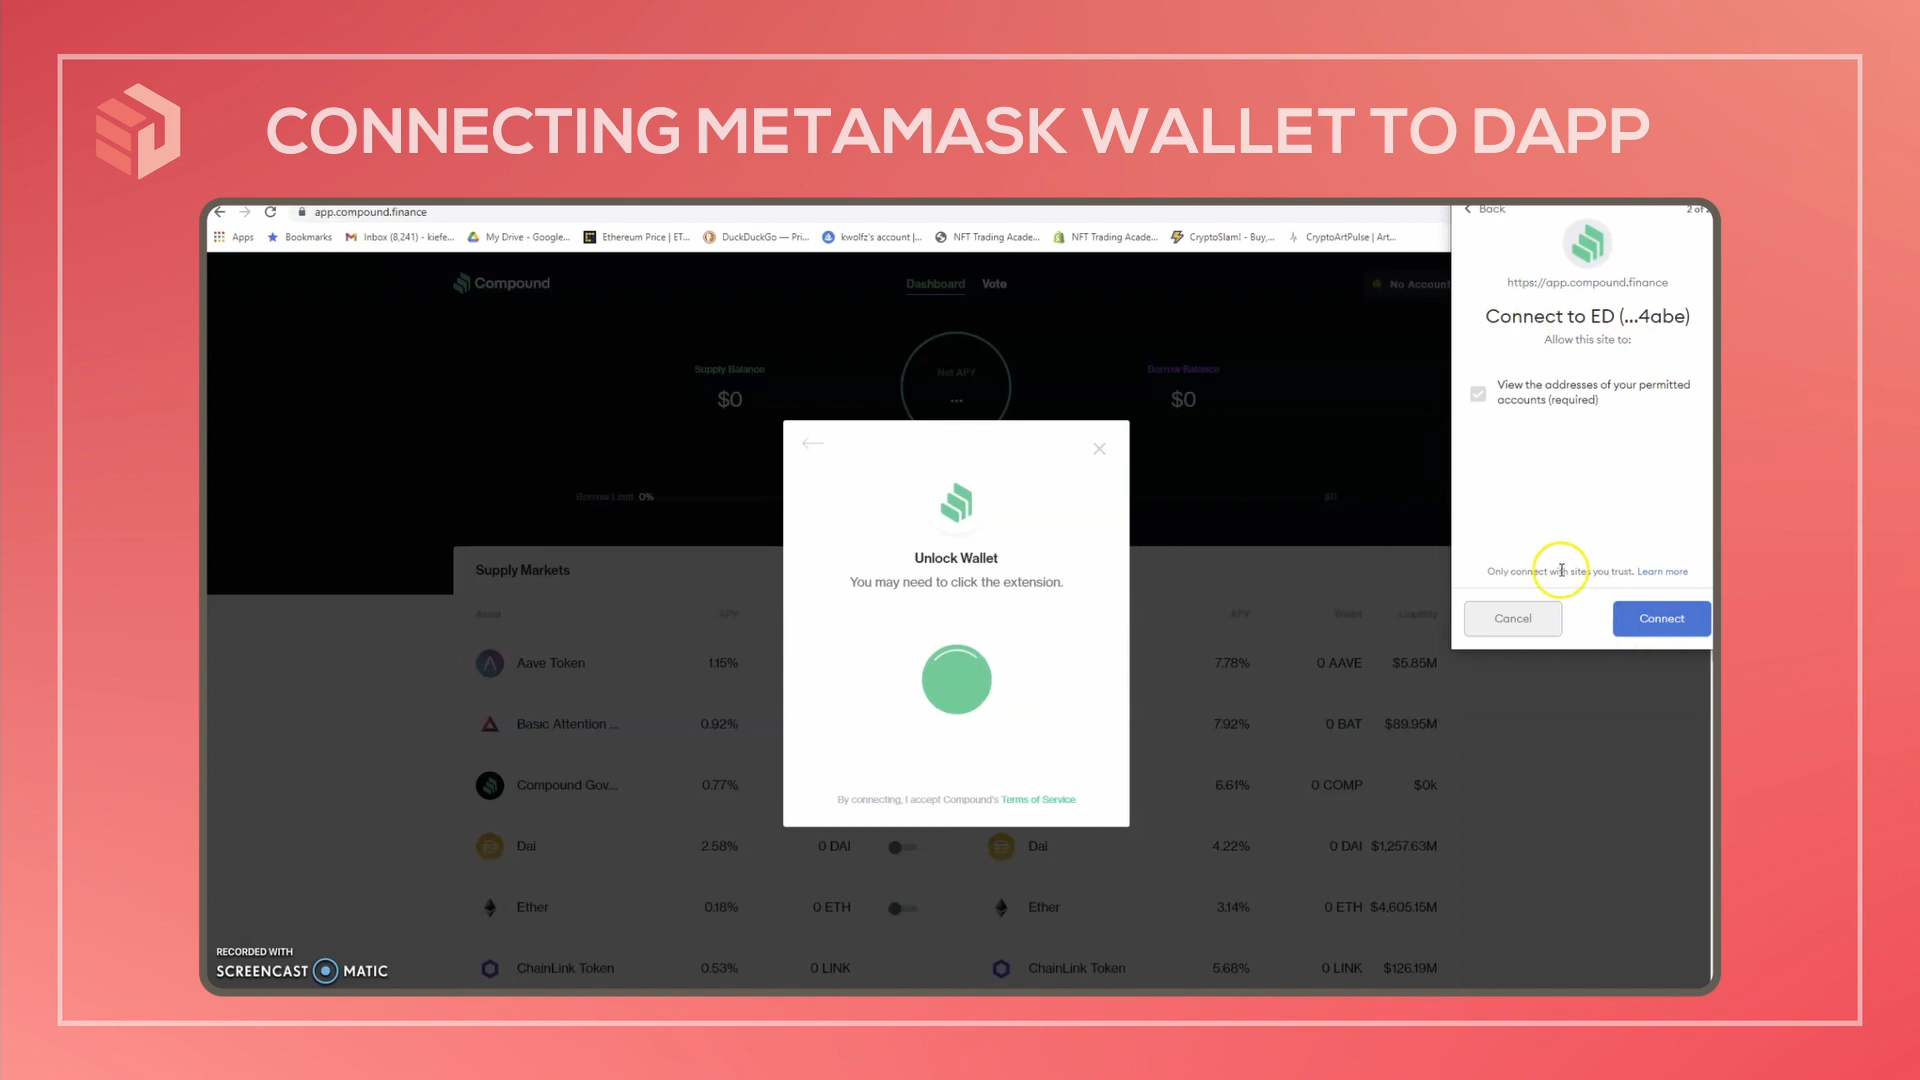 CONNECTING METAMASK WALLET TO DAPP
app.compound.finance
Apps Bookmarks Inbox (8,241) - kiefe... My Drive - Google... Ethereum Price | ET... DuckDuckGo — Pri... kwolfz's account |... NFT Trading Acade... NFT Trading Acade... CryptoSlam! - Buy,... CryptoArtPulse | Art...
Back
Compound
Dashboard Vote
No Account
https://app.compound.finance
Connect to ED (...4abe)
Allow this site to:
View the addresses of your permitted
accounts (required)
Only connect with sites you trust. Learn more
Cancel Connect
Supply Balance
$0
Net APY
...
Borrow Balance
$0
Borrow Limit 0%
$0
Unlock Wallet
You may need to click the extension.
By connecting, I accept Compound's Terms of Service
Supply Markets
Asset APY
APY Wallet Liquidity
Aave Token 1.15%
7.78% 0 AAVE $5.85M
Basic Attention ... 0.92%
7.92% 0 BAT $89.95M
Compound Gov... 0.77%
6.61% 0 COMP $0k
Dai 2.58% 0 DAI
Dai 4.22% 0 DAI $1,257.63M
Ether 0.18% 0 ETH
Ether 3.14% 0 ETH $4,605.15M
ChainLink Token 0.53% 0 LINK
ChainLink Token 5.68% 0 LINK $126.19M
RECORDED WITH
SCREENCAST MATIC